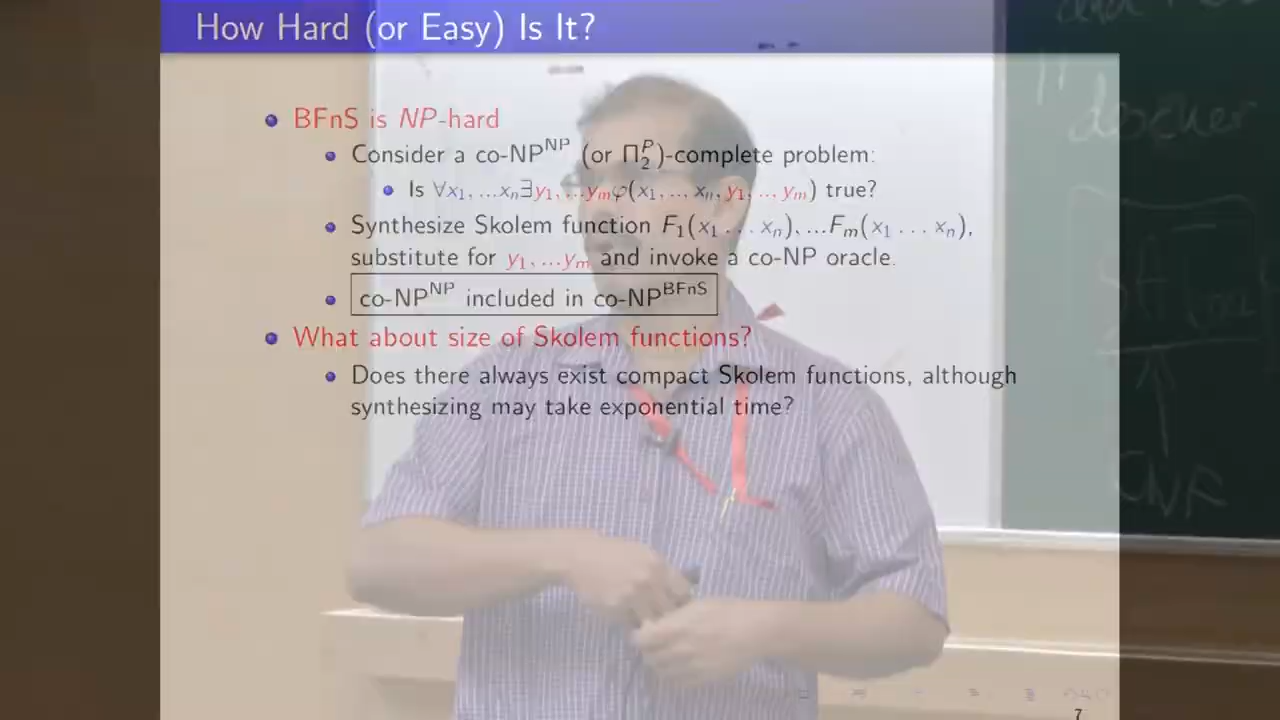 How Hard (or Easy) Is It?
BFnS is NP-hard
Consider a co-NP^NP (or Π₂^P)-complete problem:
Is ∀x₁, ...xₙ∃y₁, ...yₘφ(x₁, ... xₙ, y₁, ... yₘ) true?
Synthesize Skolem function F₁(x₁ ... xₙ), ...Fₘ(x₁ ... xₙ),
substitute for y₁, ...yₘ and invoke a co-NP oracle.
co-NP^NP included in co-NP^BFnS
What about size of Skolem functions?
Does there always exist compact Skolem functions, although
synthesizing may take exponential time?
7